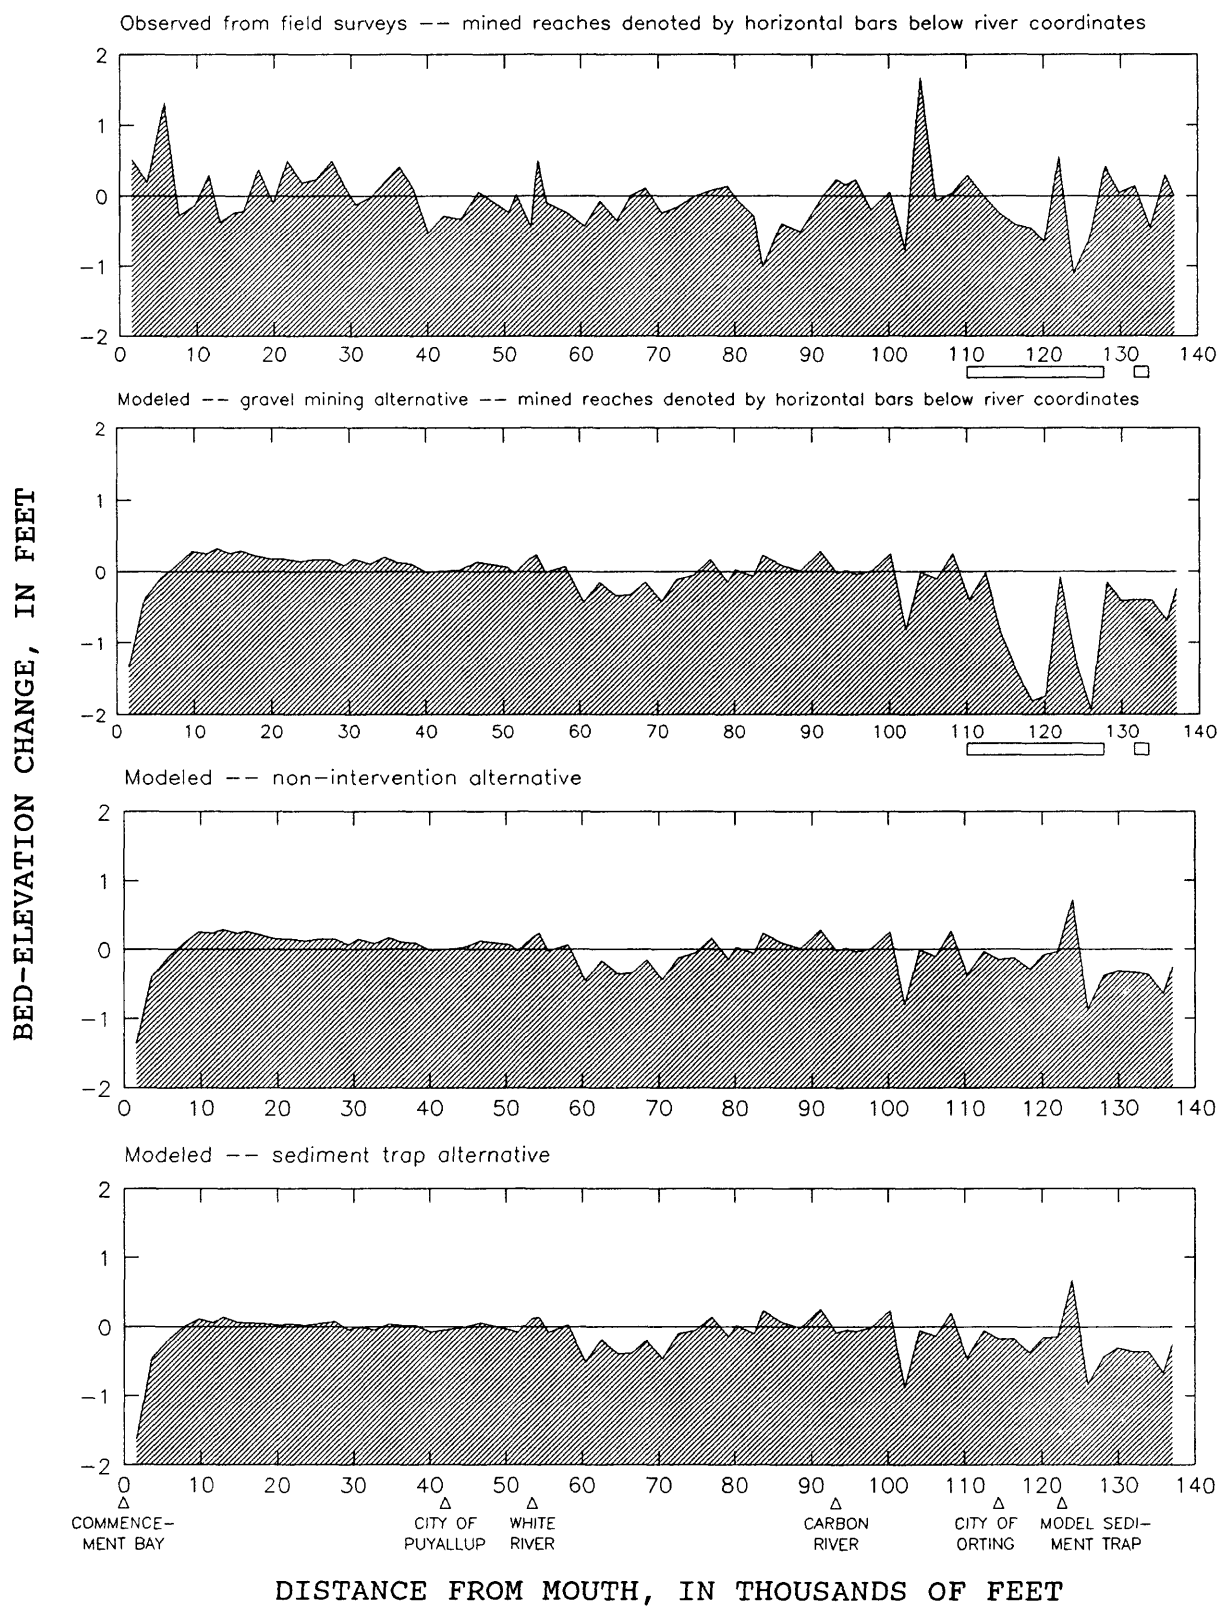 Observed from field surveys -- mined reaches denoted by horizontal bars below river coordinates
2
1
0
-1
-2
0 10 20 30 40 50 60 70 80 90 100 110 120 130 140
Modeled -- gravel mining alternative -- mined reaches denoted by horizontal bars below river coordinates
2
1
0
-1
-2
0 10 20 30 40 50 60 70 80 90 100 110 120 130 140
Modeled -- non-intervention alternative
2
1
0
-1
-2
0 10 20 30 40 50 60 70 80 90 100 110 120 130 140
Modeled -- sediment trap alternative
2
1
0
-1
-2
0 10 20 30 40 50 60 70 80 90 100 110 120 130 140
COMMENCE- CITY OF WHITE CARBON CITY OF MODEL SEDI-
MENT BAY PUYALLUP RIVER RIVER ORTING MENT TRAP
BED-ELEVATION CHANGE, IN FEET
DISTANCE FROM MOUTH, IN THOUSANDS OF FEET